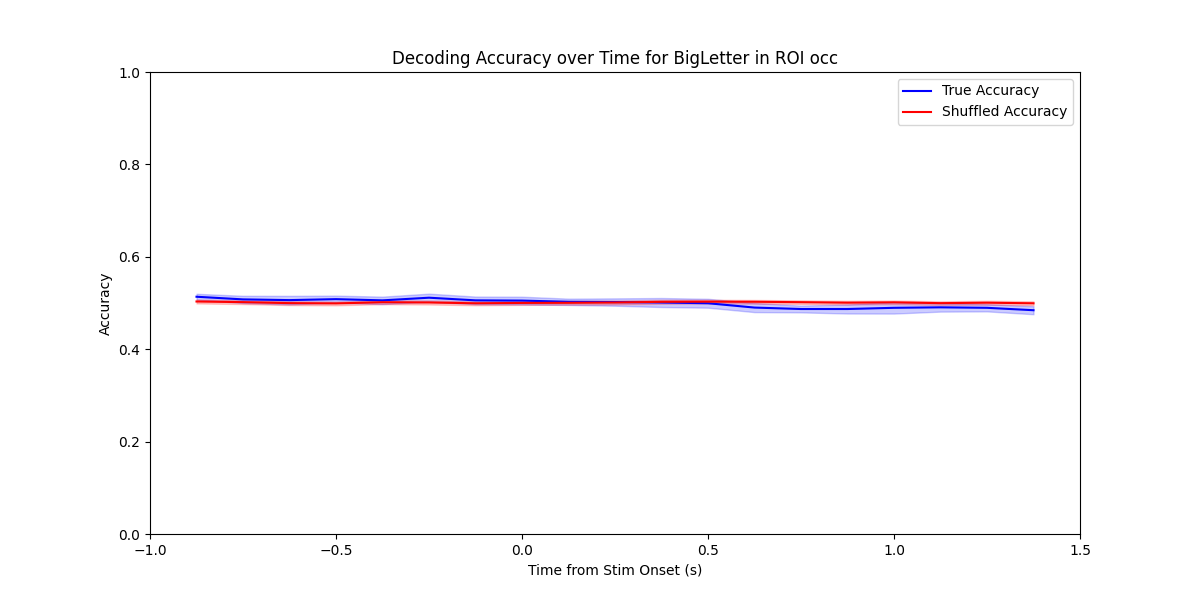 Decoding Accuracy over Time for BigLetter in ROI occ
True Accuracy
Shuffled Accuracy
1.0
0.8
0.6
0.4
0.2
0.0
Accuracy
−1.0
−0.5
0.0
0.5
1.0
1.5
Time from Stim Onset (s)